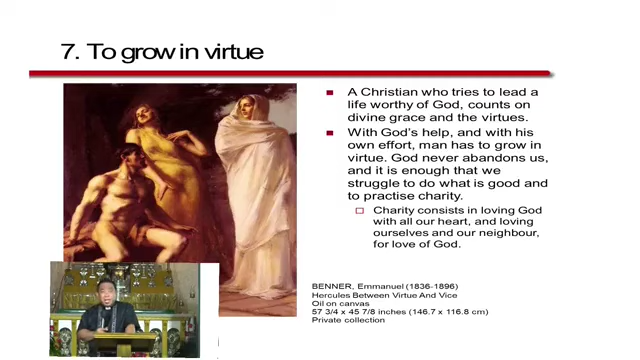 7. To grow in virtue
A Christian who tries to lead a
life worthy of God, counts on
divine grace and the virtues.
With God's help, and with his
own effort, man has to grow in
virtue. God never abandons us,
and it is enough that we
struggle to do what is good and
to practise charity.
Charity consists in loving God
with all our heart, and loving
ourselves and our neighbour,
for love of God.
BENNER, Emmanuel (1836-1896)
Hercules Between Virtue And Vice
Oil on canvas
57 3/4 x 45 7/8 inches (146.7 x 116.8 cm)
Private collection